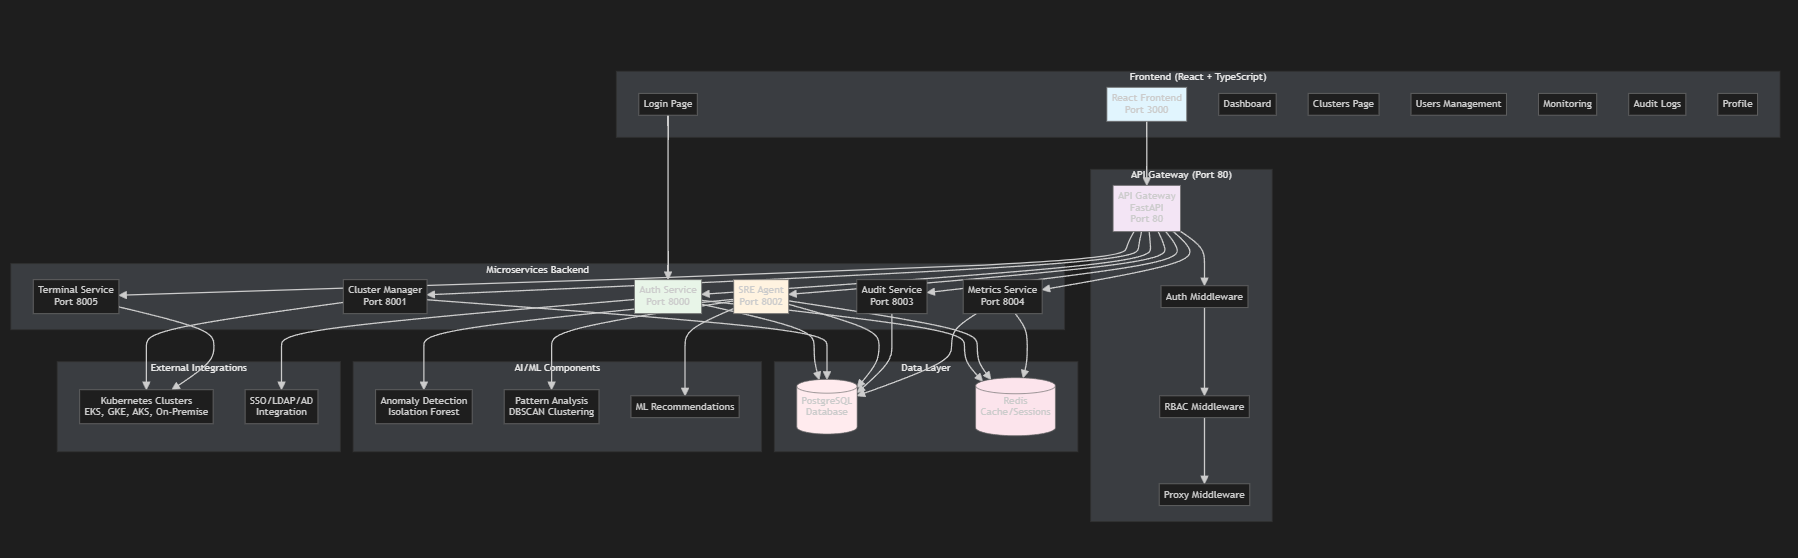 Frontend (React + TypeScript)
Login Page
React Frontend
Port 3000
Dashboard
Clusters Page
Users Management
Monitoring
Audit Logs
Profile
API Gateway (Port 80)
API Gateway
FastAPI
Port 80
Auth Middleware
RBAC Middleware
Proxy Middleware
Microservices Backend
Terminal Service
Port 8005
Cluster Manager
Port 8001
Auth Service
Port 8000
SRE Agent
Port 8002
Audit Service
Port 8003
Metrics Service
Port 8004
External Integrations
Kubernetes Clusters
EKS, GKE, AKS, On-Premise
SSO/LDAP/AD
Integration
AI/ML Components
Anomaly Detection
Isolation Forest
Pattern Analysis
DBSCAN Clustering
ML Recommendations
Data Layer
PostgreSQL
Database
Redis
Cache/Sessions